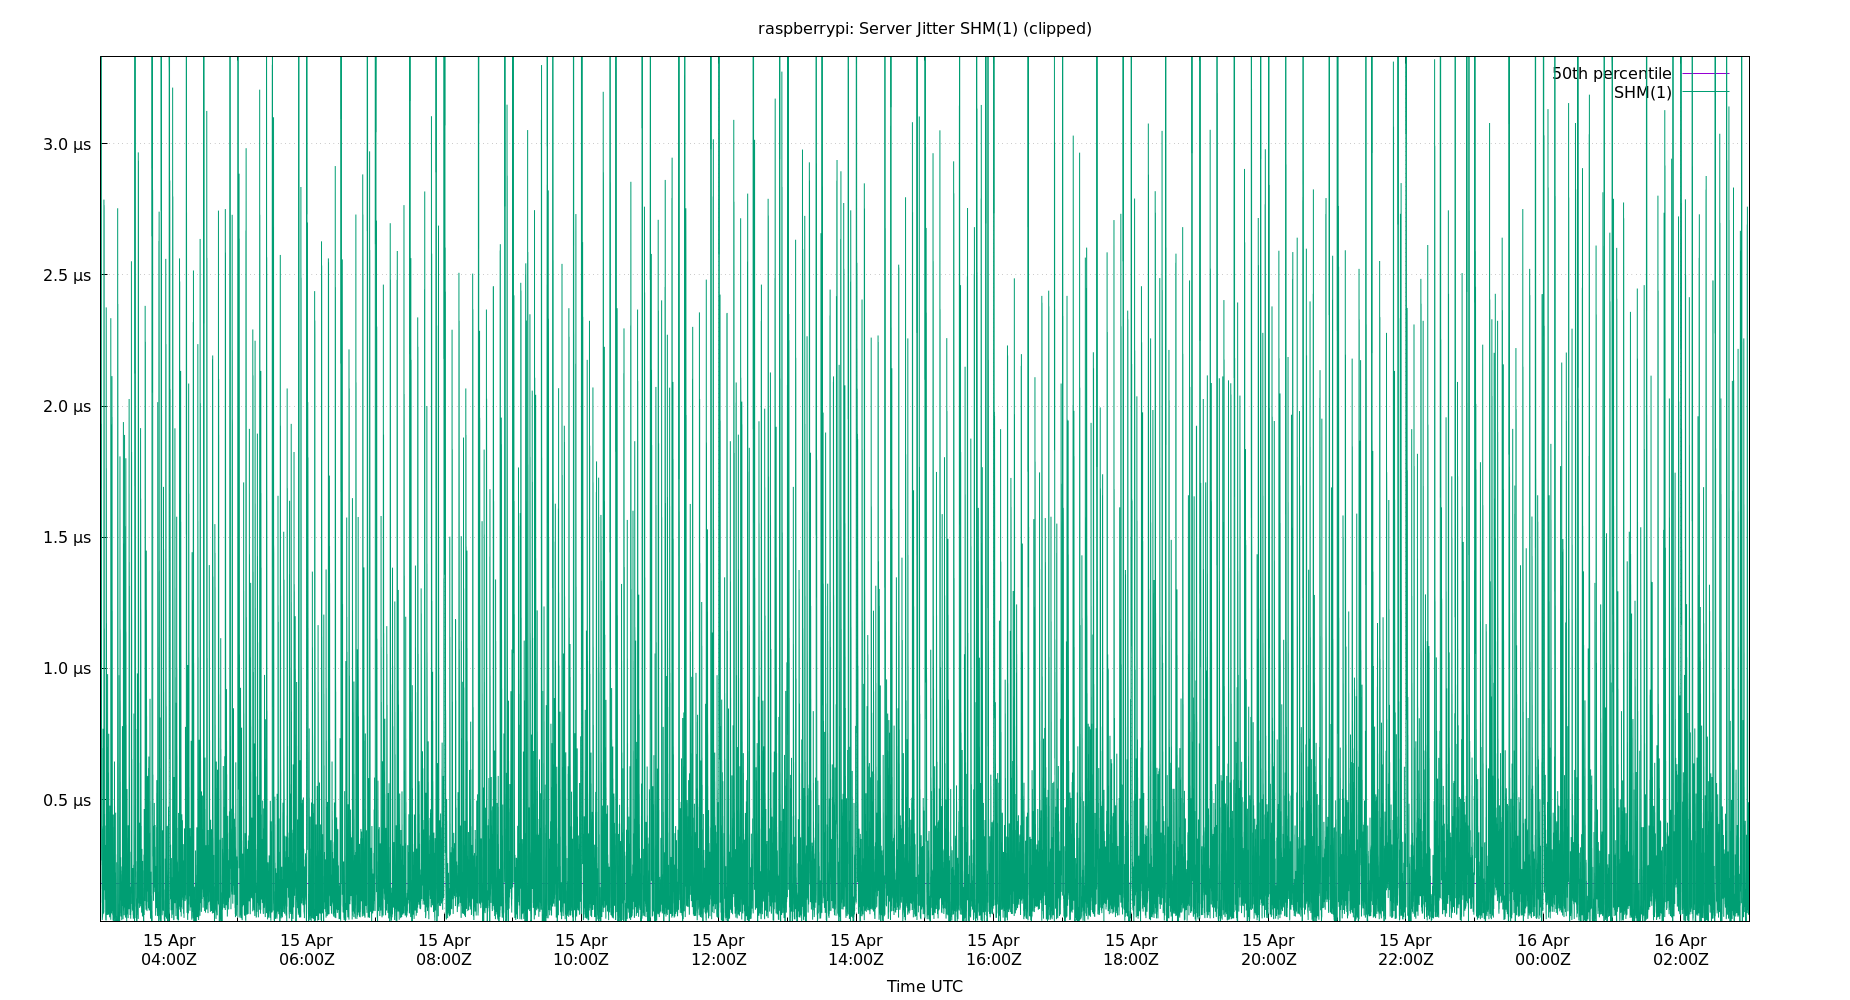 raspberrypi: Server Jitter SHM(1) (clipped)
50th percentile
SHM(1)
3.0 µs
2.5 µs
2.0 µs
1.5 µs
1.0 µs
0.5 µs
15 Apr 15 Apr 15 Apr 15 Apr 15 Apr 15 Apr 15 Apr 15 Apr 15 Apr 15 Apr 16 Apr 16 Apr
04:00Z 06:00Z 08:00Z 10:00Z 12:00Z 14:00Z 16:00Z 18:00Z 20:00Z 22:00Z 00:00Z 02:00Z
Time UTC